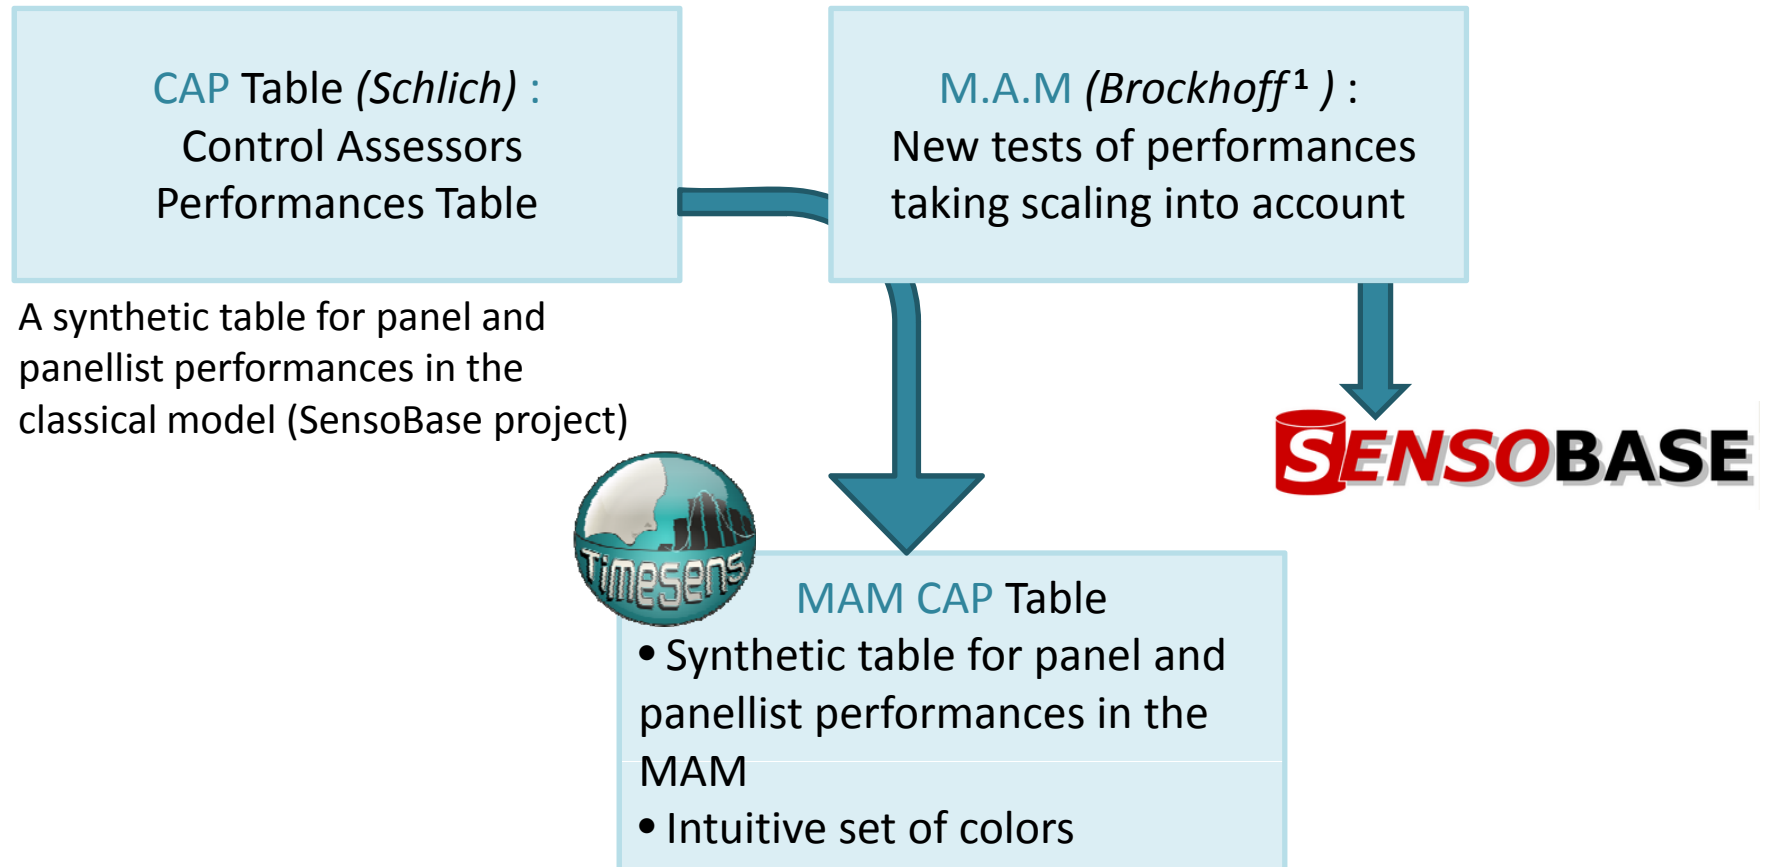 CAP Table (Schlich) :
Control Assessors
Performances Table
M.A.M (Brockhoff¹ ) :
New tests of performances
taking scaling into account
A synthetic table for panel and
panellist performances in the
classical model (SensoBase project)
SENSOBASE
Timesens
MAM CAP Table
• Synthetic table for panel and
panellist performances in the
MAM
• Intuitive set of colors